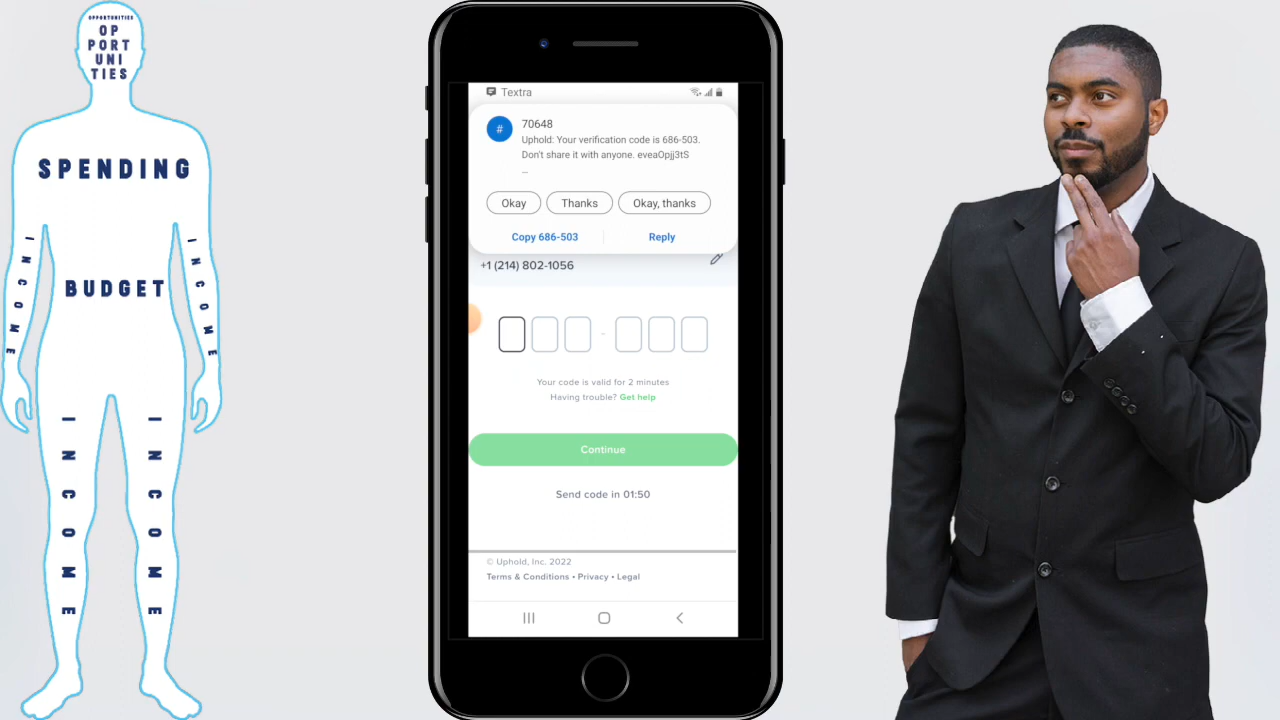 OPPORTUNITIES
OP
PORT
UNI
TIES
SPENDING
INCOME
INCOME
BUDGET
INCOME
INCOME
Textra
#
70648
Uphold: Your verification code is 686-503.
Don't share it with anyone. eveaOpjj3tS
...
Okay
Thanks
Okay, thanks
Copy 686-503
Reply
+1 (214) 802-1056
-
Your code is valid for 2 minutes
Having trouble? Get help
Continue
Send code in 01:50
© Uphold, Inc. 2022
Terms & Conditions • Privacy • Legal